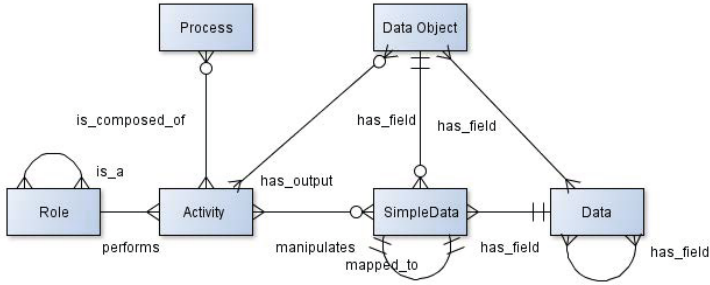 Process
Data Object
is_composed_of
has_field
has_field
is_a
has_output
Role
Activity
SimpleData
Data
performs
manipulates
has_field
has_field
mapped_to